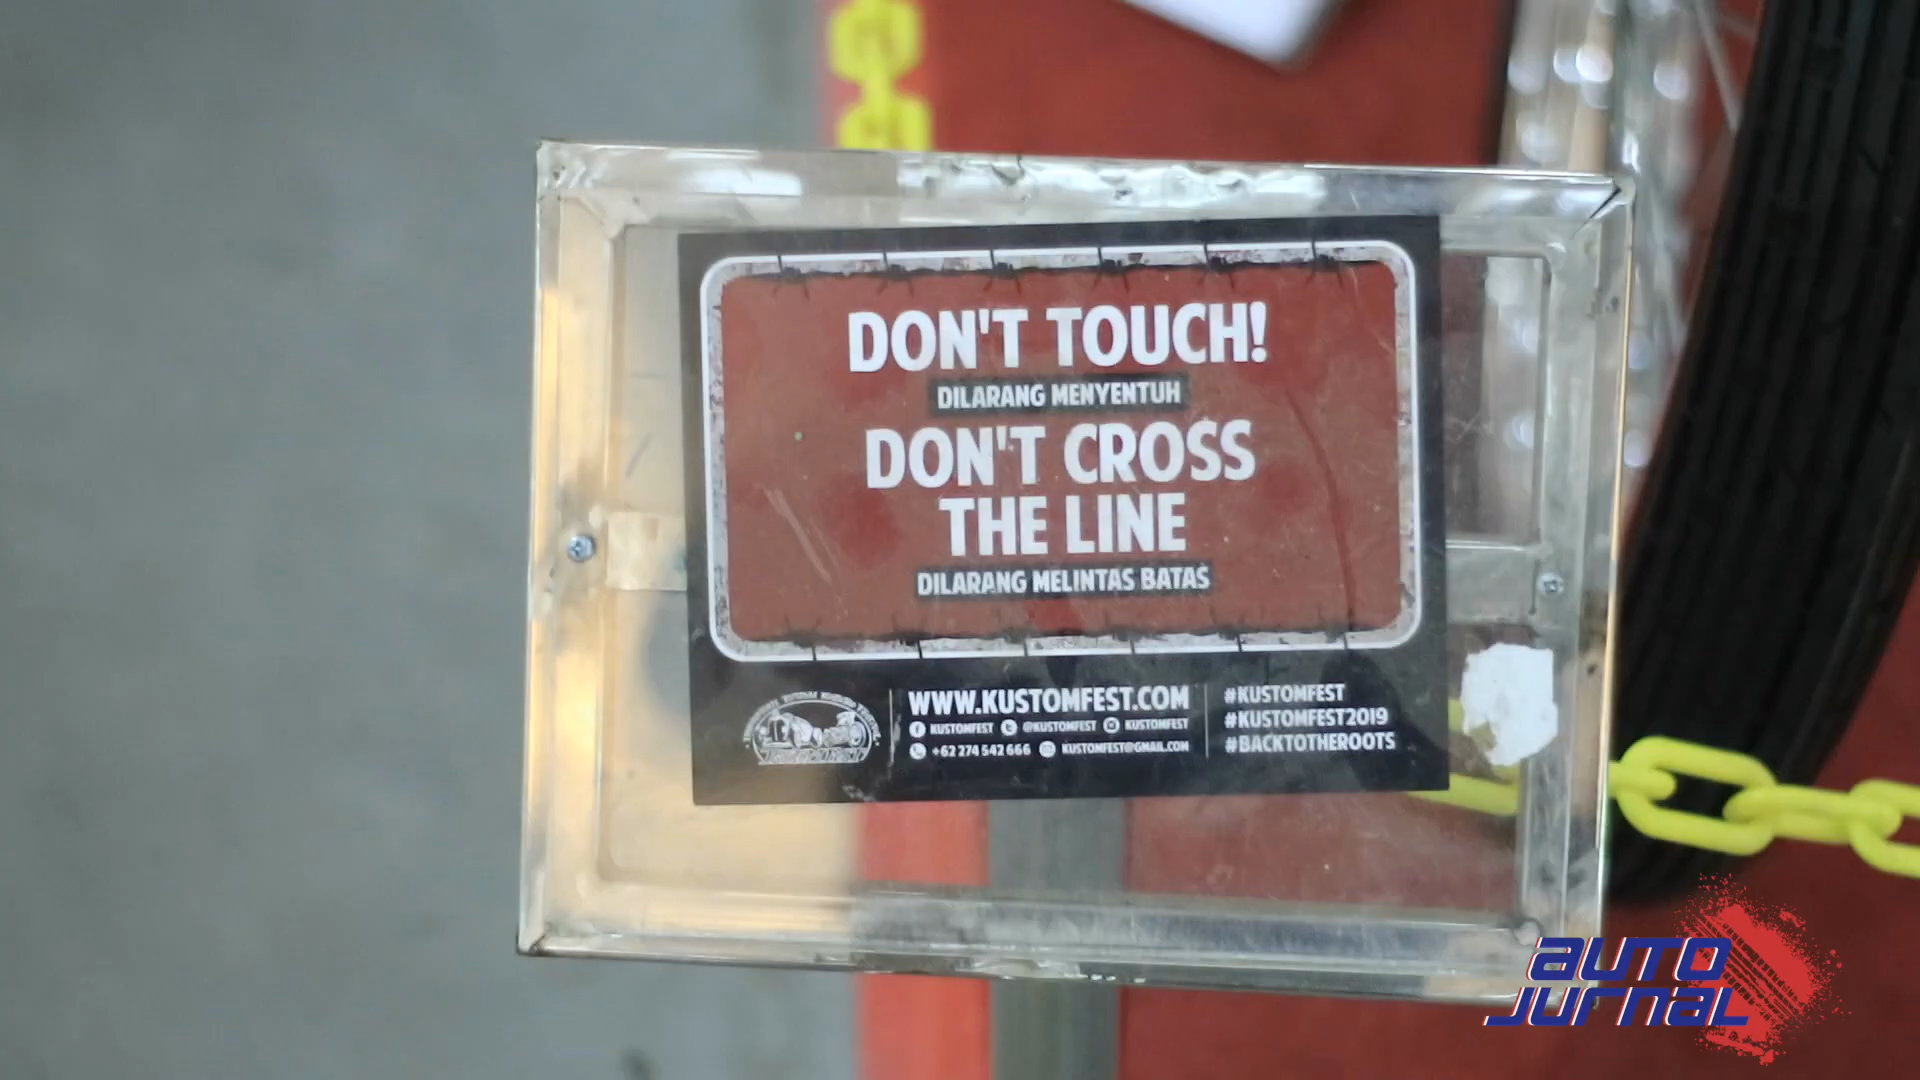 DON'T TOUCH!
DILARANG MENYENTUH
DON'T CROSS
THE LINE
DILARANG MELINTAS BATAS
WWW.KUSTOMFEST.COM
KUSTOMFEST @KUSTOMFEST KUSTOMFEST
+62 274 542 666 KUSTOMFEST@GMAIL.COM
#KUSTOMFEST
#KUSTOMFEST2019
#BACKTOTHEROOTS
AUTO
JURNAL